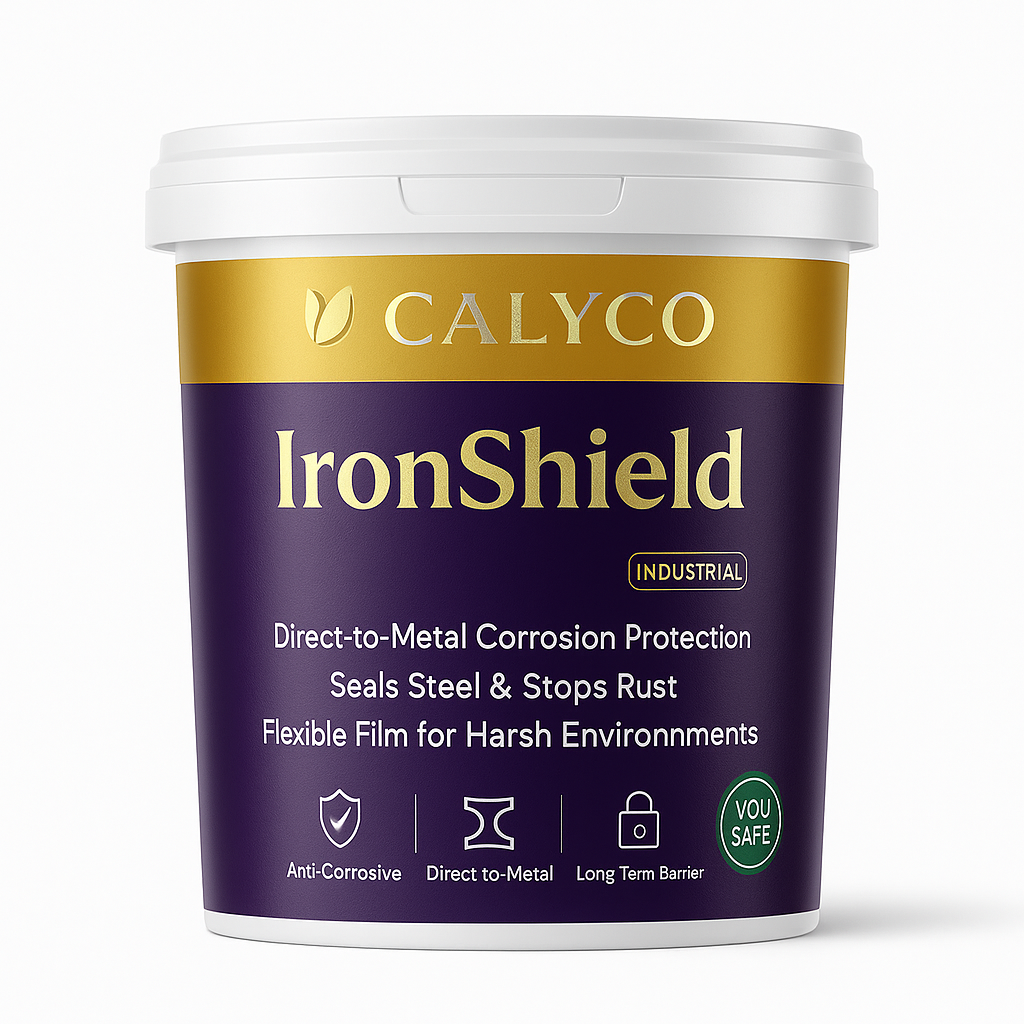 CALYCO
IronShield
INDUSTRIAL
Direct-to-Metal Corrosion Protection
Seals Steel & Stops Rust
Flexible Film for Harsh Environnments
Anti-Corrosive
Direct to-Metal
Long Term Barrier
VOU
SAFE